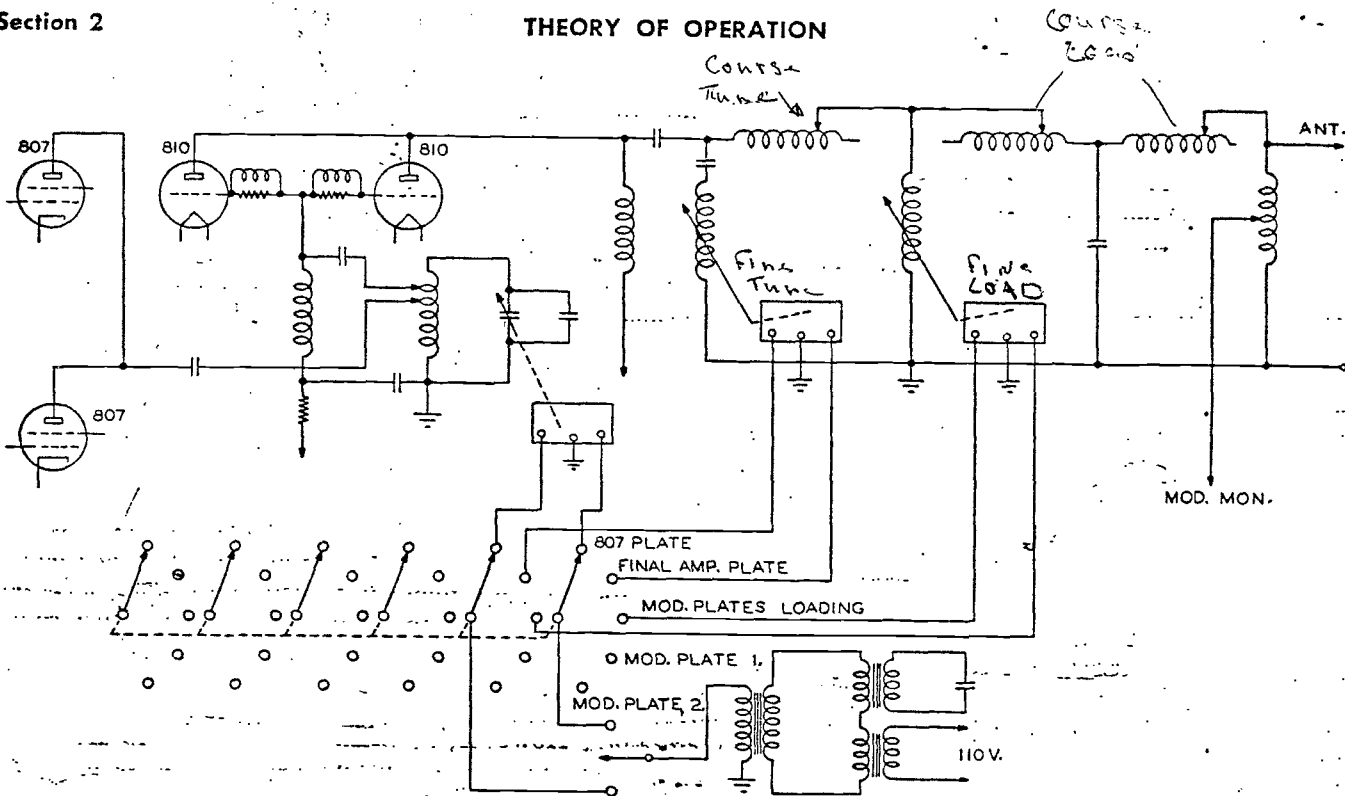 Section 2
THEORY OF OPERATION
Course
Course
Tune
ANT.
807
810
810
Fine
Tune
Fine
LOAD
807
MOD. MON.
807 PLATE
FINAL AMP. PLATE
MOD. PLATES LOADING
MOD. PLATE 1.
MOD. PLATE 2
110V.